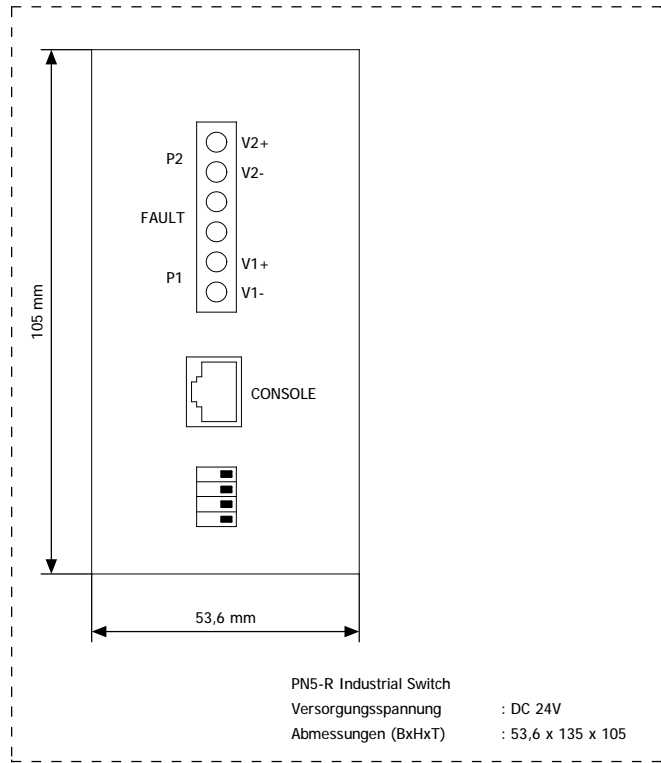 V2+
P2
V2-
FAULT
V1+
P1
V1-
105 mm
CONSOLE
53,6 mm
PN5-R Industrial Switch
Versorgungsspannung : DC 24V
Abmessungen (BxHxT) : 53,6 x 135 x 105